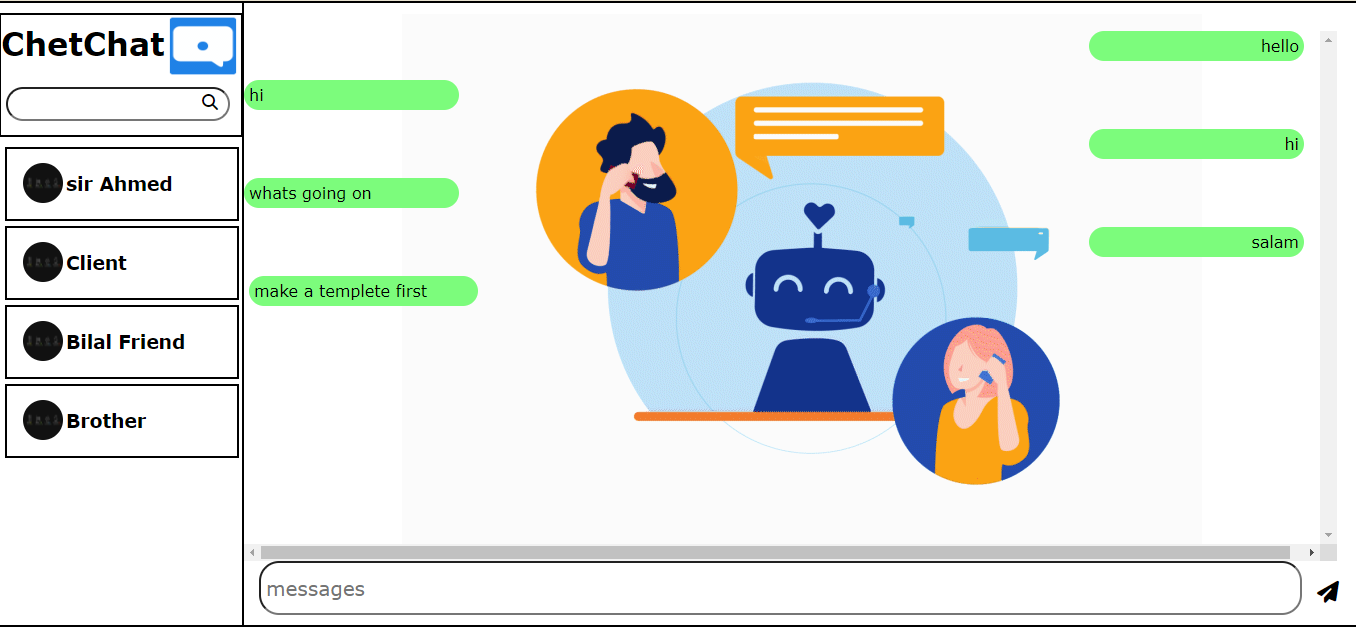 ChetChat
sir Ahmed
Client
Bilal Friend
Brother
hello
hi
hi
whats going on
salam
make a templete first
messages